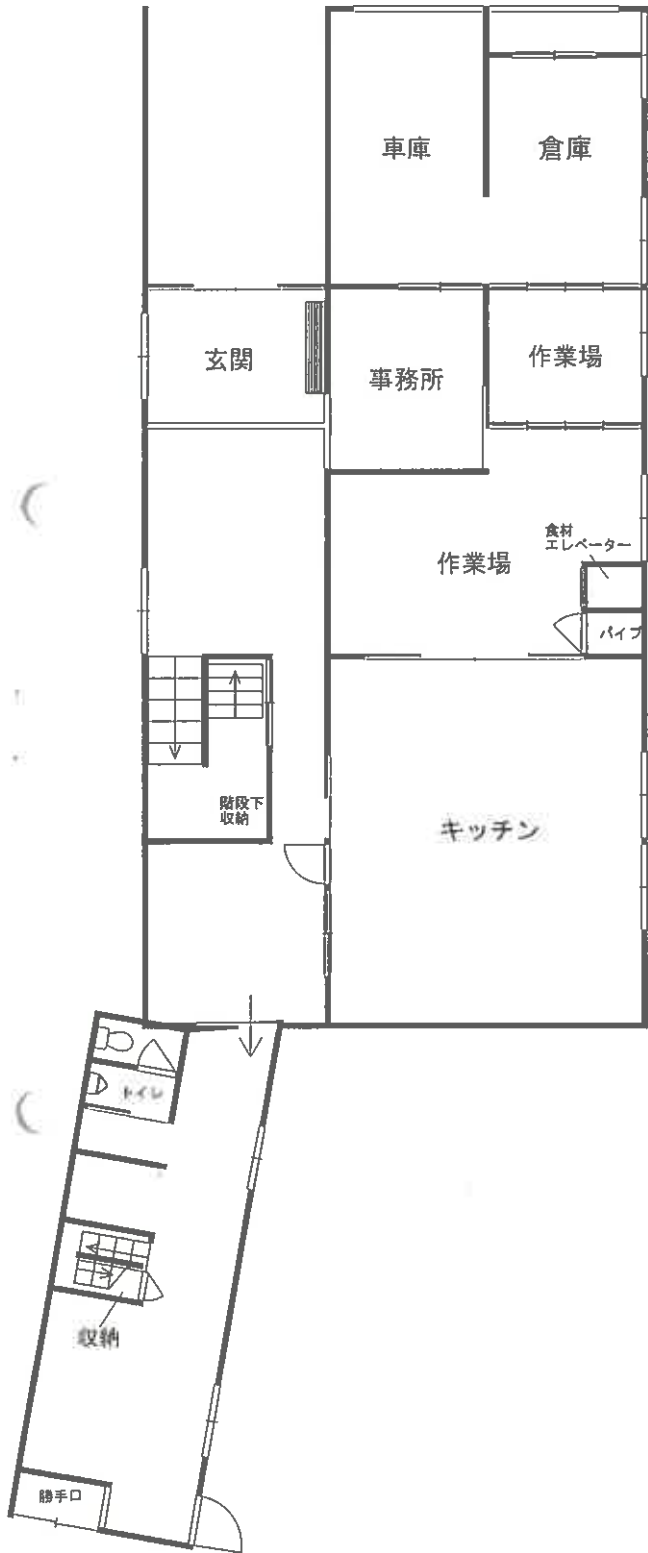 車庫
倉庫
玄関
事務所
作業場
食材
エレベーター
作業場
パイプ
階段下
収納
キッチン
トイレ
収納
勝手口